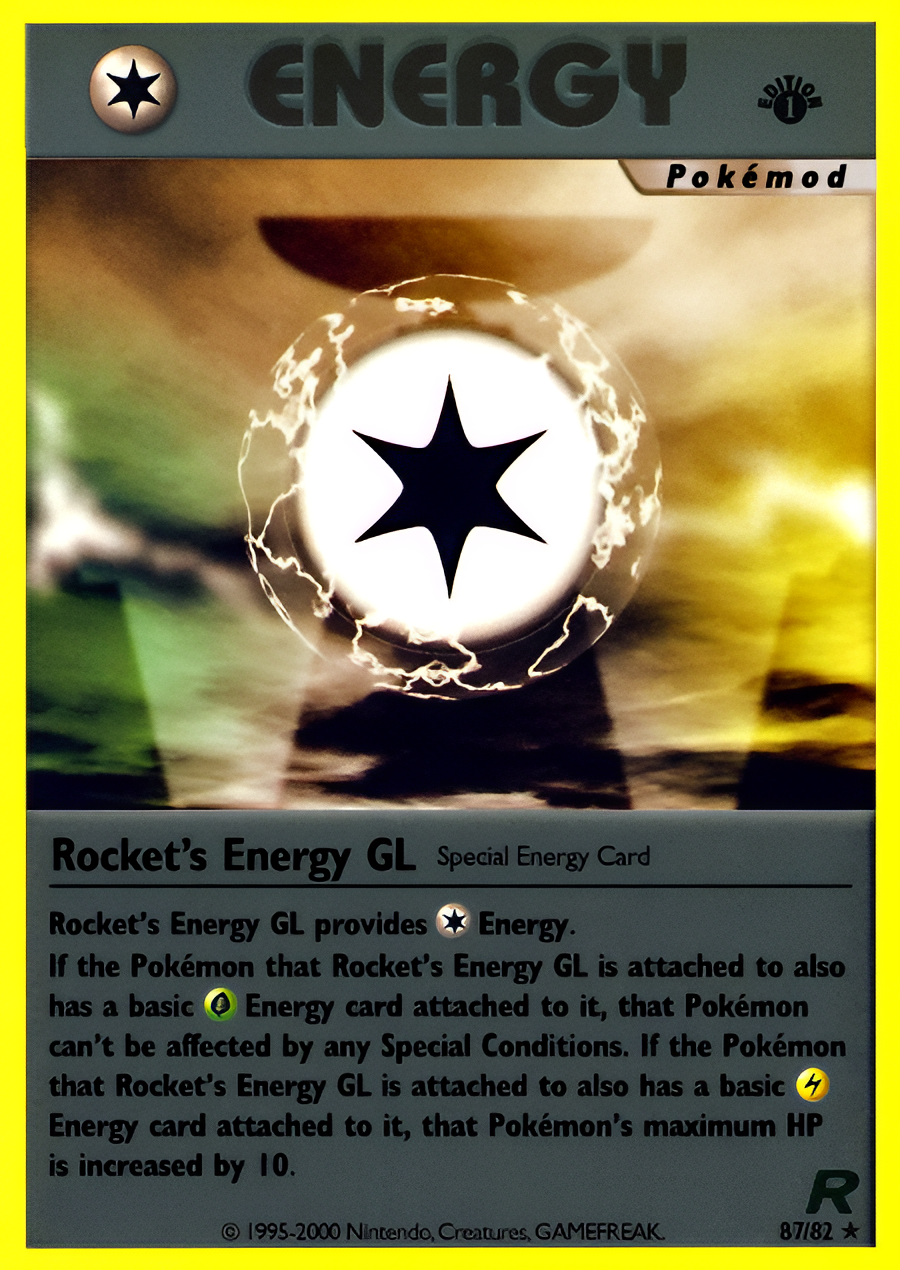 ENERGY
EDITION
1
Pokémod
Rocket's Energy GL Special Energy Card
Rocket's Energy GL provides Energy.
If the Pokémon that Rocket's Energy GL is attached to also
has a basic Energy card attached to it, that Pokémon
can't be affected by any Special Conditions. If the Pokémon
that Rocket's Energy GL is attached to also has a basic
Energy card attached to it, that Pokémon's maximum HP
is increased by 10.
R
© 1995-2000 Nintendo, Creatures, GAMEFREAK.
87/82 ★